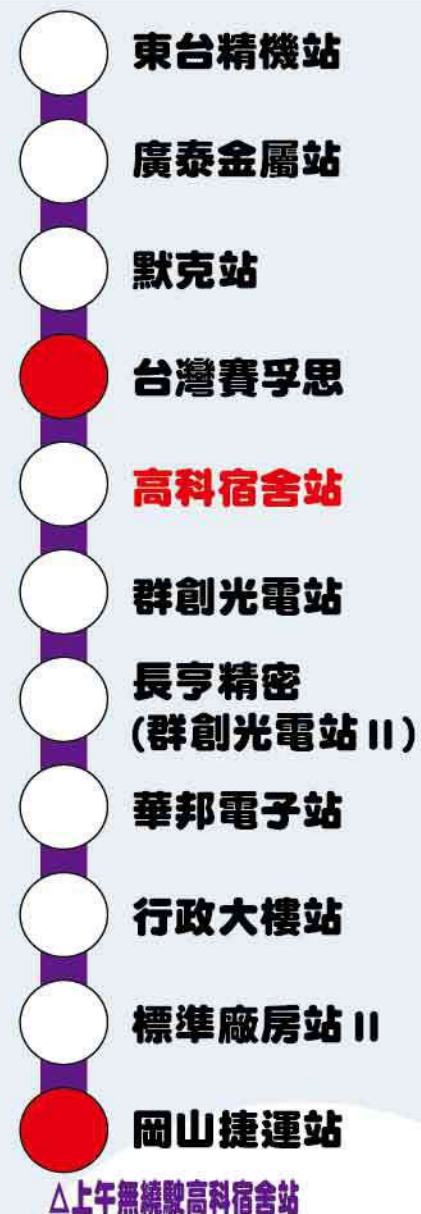 東台精機站
廣泰金屬站
默克站
台灣賽孚思
高科宿舍站
群創光電站
長亨精密
(群創光電站II)
華邦電子站
行政大樓站
標準廠房站II
岡山捷運站
△上午無繞駛高科宿舍站